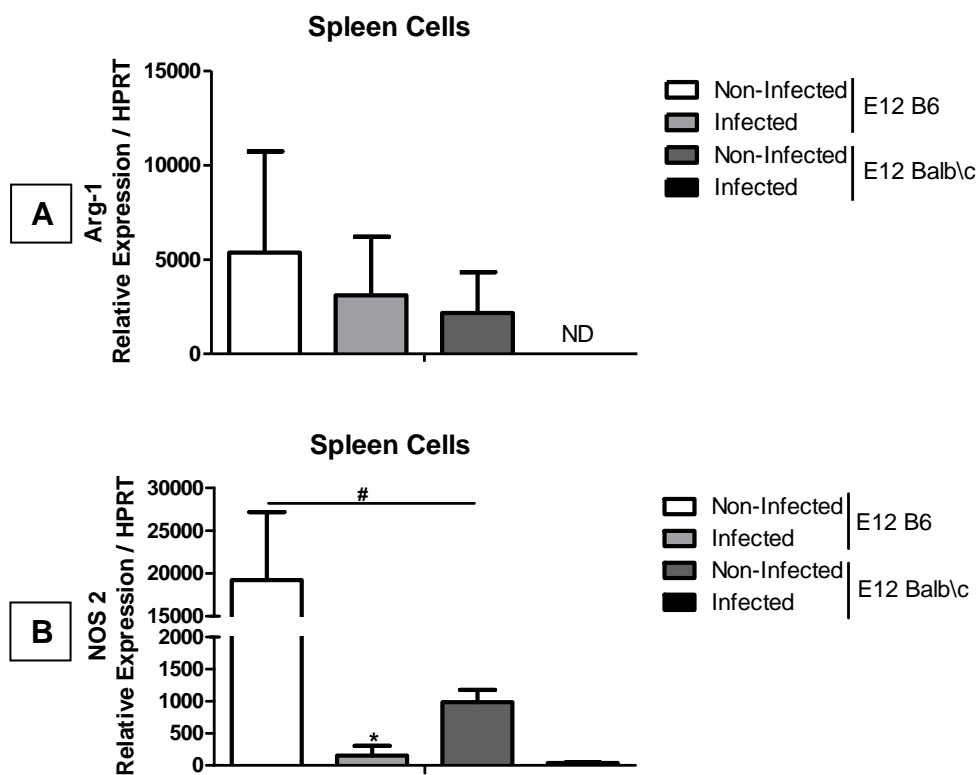 Spleen Cells
A
Arg-1
Relative Expression / HPRT
15000
10000
5000
0
ND
Non-Infected
Infected
E12 B6
Non-Infected
Infected
E12 Balb\c
Spleen Cells
B
NOS 2
Relative Expression / HPRT
30000
25000
20000
15000
2000
1500
1000
500
0
#
*
Non-Infected
Infected
E12 B6
Non-Infected
Infected
E12 Balb\c